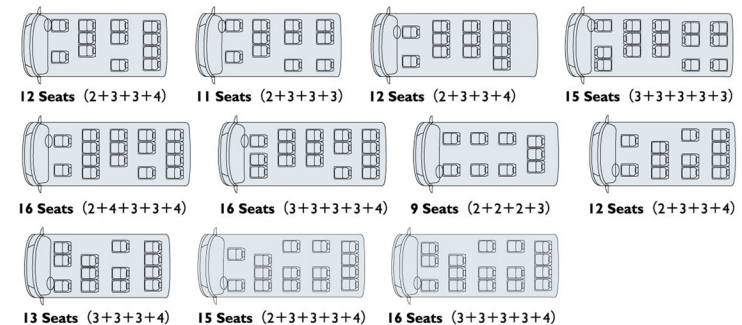 12 Seats (2+3+3+4)
11 Seats (2+3+3+3)
12 Seats (2+3+3+4)
15 Seats (3+3+3+3+3)
16 Seats (2+4+3+3+4)
16 Seats (3+3+3+3+4)
9 Seats (2+2+2+3)
12 Seats (2+3+3+4)
13 Seats (3+3+3+4)
15 Seats (2+3+3+3+4)
16 Seats (3+3+3+3+4)